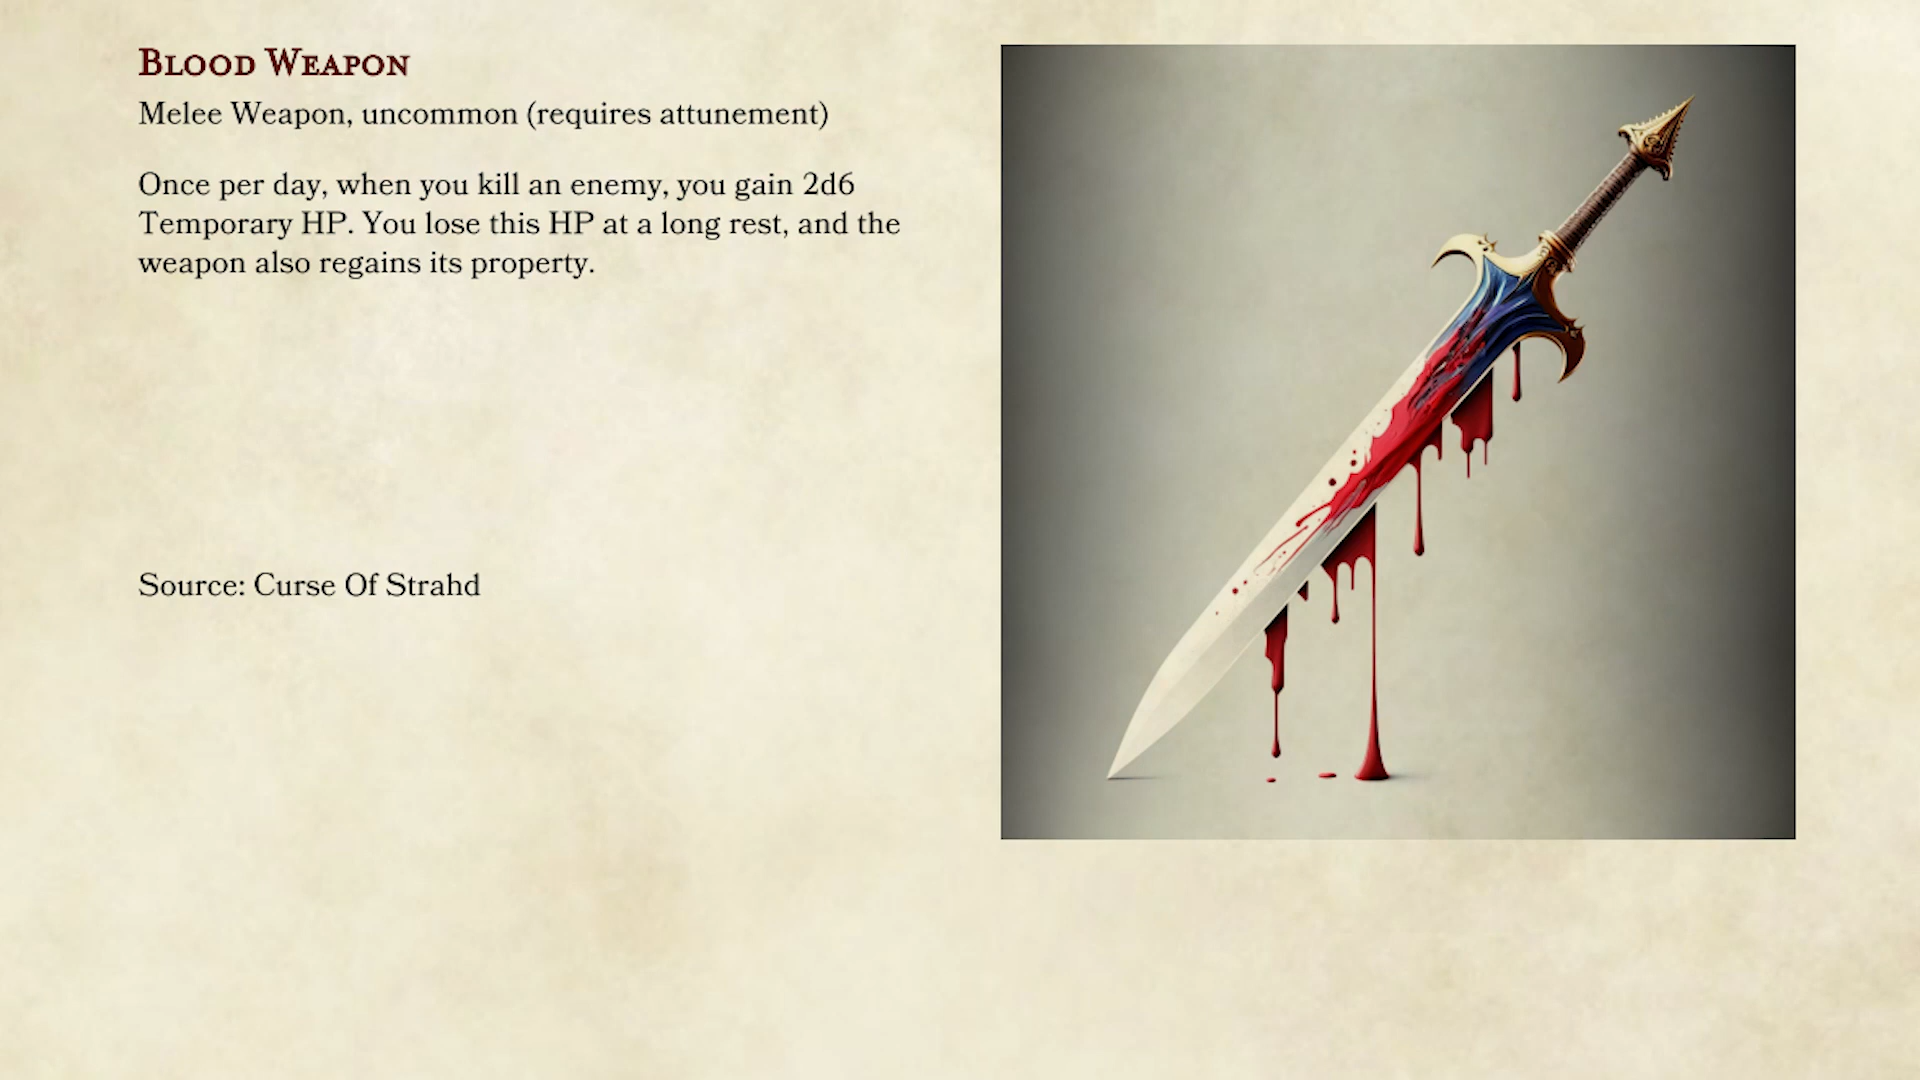 Blood Weapon
Melee Weapon, uncommon (requires attunement)
Once per day, when you kill an enemy, you gain 2d6
Temporary HP. You lose this HP at a long rest, and the
weapon also regains its property.
Source: Curse Of Strahd